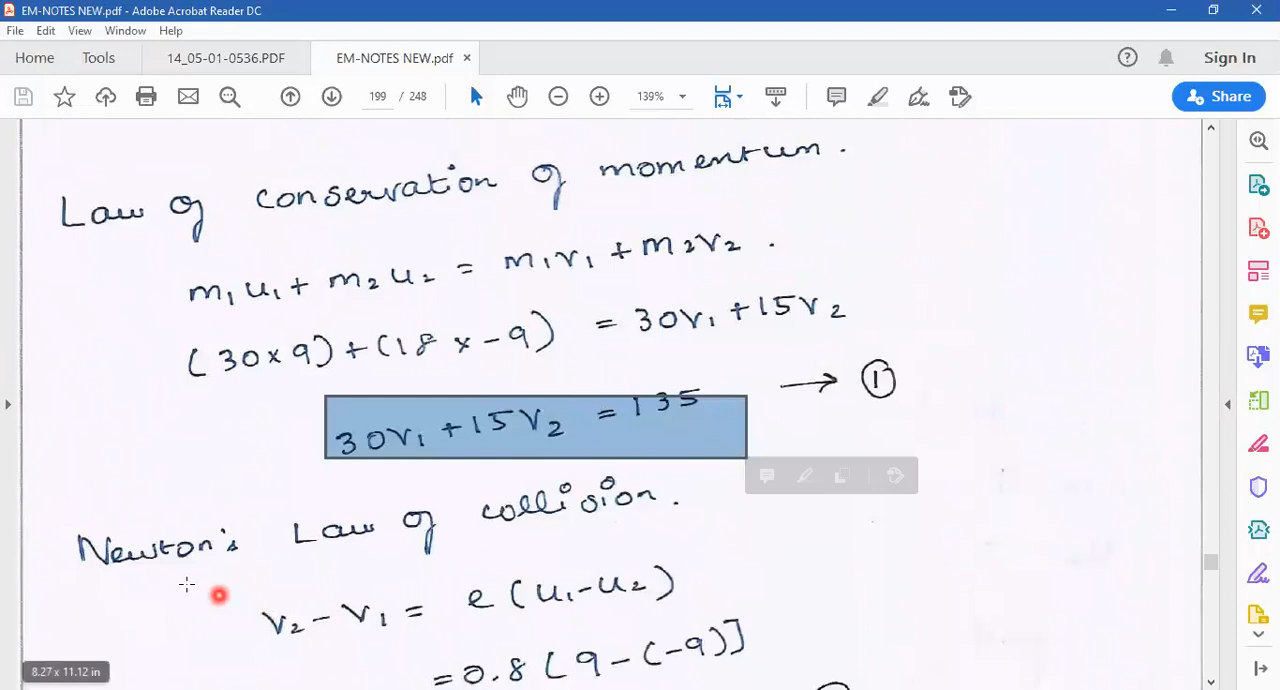 EM-NOTES NEW.pdf - Adobe Acrobat Reader DC
File Edit View Window Help
Home Tools 14_05-01-0536.PDF EM-NOTES NEW.pdf × Sign In
199 / 248 139% Share
Law of conservation of momentum.
m₁u₁ + m₂u₂ = m₁v₁ + m₂v₂ .
(30×9)+(18 × -9) = 30v₁ + 15v₂
30v₁ + 15v₂ = 135 → ①
Newton's Law of collision.
v₂ - v₁ = e(u₁-u₂)
= 0.8 [9-(-9)]
8.27 x 11.12 in